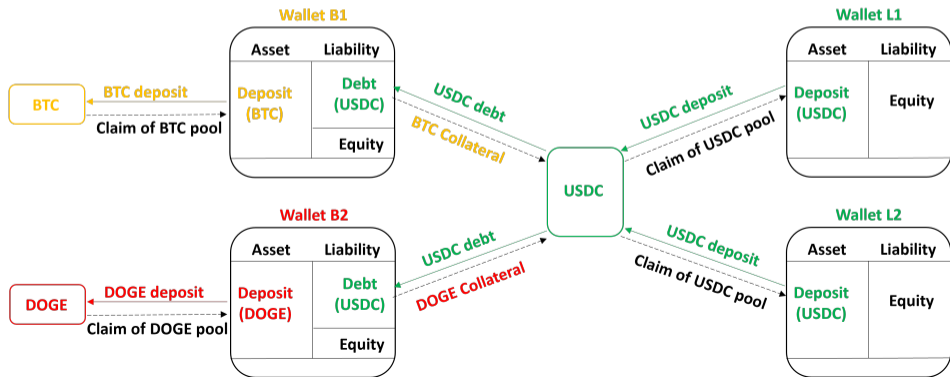 Wallet B1
Asset Liability
BTC
BTC deposit
Claim of BTC pool
Deposit
(BTC)
Debt
(USDC)
Equity
USDC debt
BTC Collateral
Wallet B2
Asset Liability
DOGE
DOGE deposit
Claim of DOGE pool
Deposit
(DOGE)
Debt
(USDC)
Equity
USDC debt
DOGE Collateral
USDC
Wallet L1
Asset Liability
USDC deposit
Claim of USDC pool
Deposit
(USDC)
Equity
Wallet L2
Asset Liability
USDC deposit
Claim of USDC pool
Deposit
(USDC)
Equity